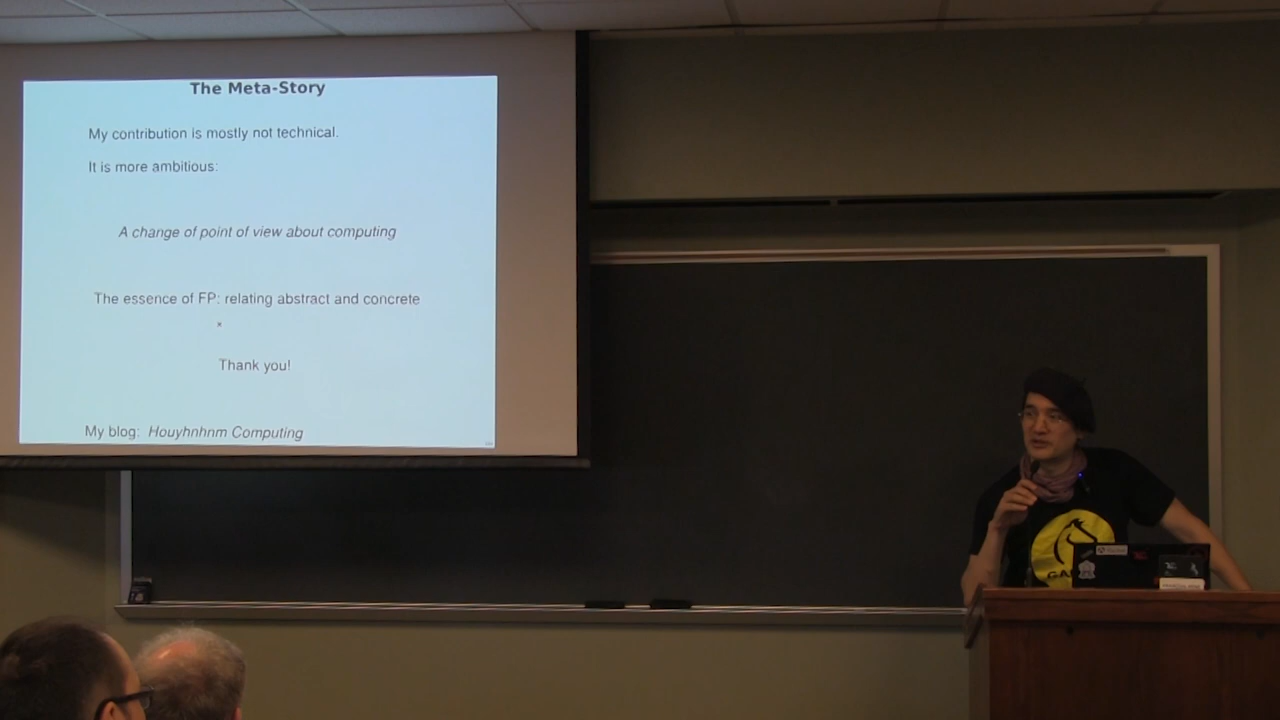 The Meta-Story
My contribution is mostly not technical.
It is more ambitious:
A change of point of view about computing
The essence of FP: relating abstract and concrete
×
Thank you!
My blog: Houyhnhnm Computing